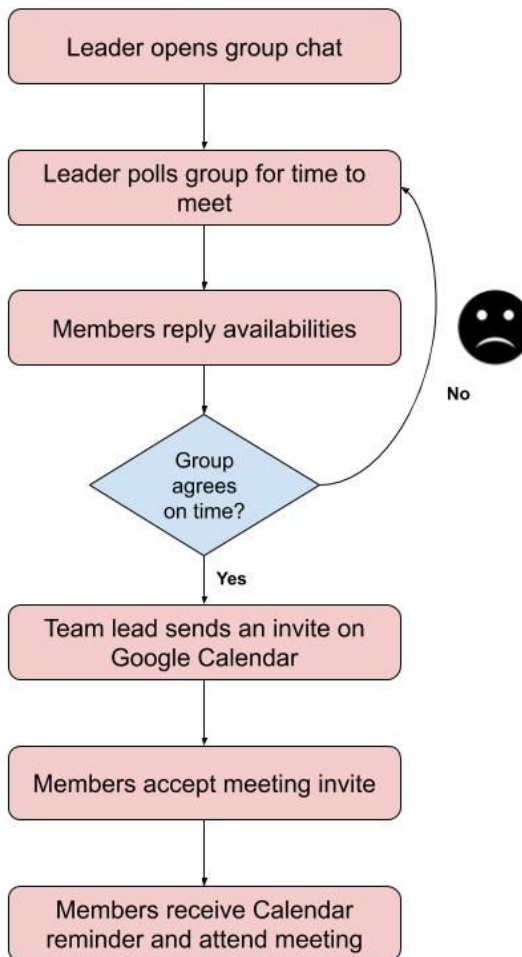 Leader opens group chat
Leader polls group for time to
meet
Members reply availabilities
No
Group
agrees
on time?
Yes
Team lead sends an invite on
Google Calendar
Members accept meeting invite
Members receive Calendar
reminder and attend meeting